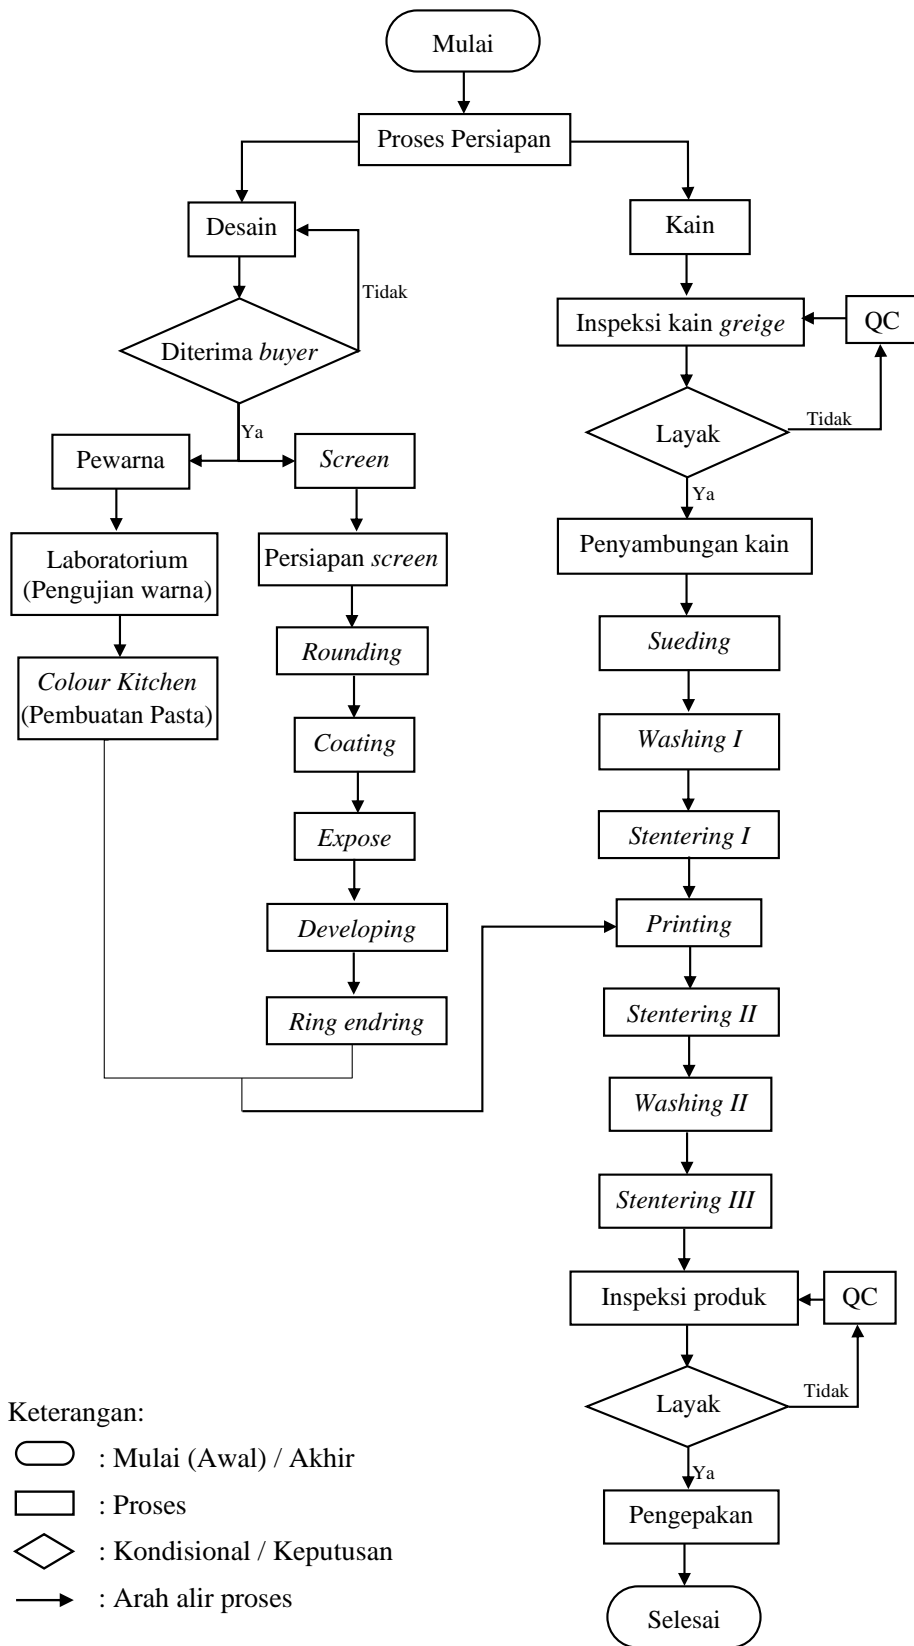 Mulai
Proses Persiapan
Desain
Tidak
Diterima buyer
Ya
Pewarna
Laboratorium
(Pengujian warna)
Colour Kitchen
(Pembuatan Pasta)
Screen
Persiapan screen
Rounding
Coating
Expose
Developing
Ring endring
Kain
Inspeksi kain greige
QC
Layak
Tidak
Ya
Penyambungan kain
Sueding
Washing I
Stentering I
Printing
Stentering II
Washing II
Stentering III
Inspeksi produk
QC
Layak
Tidak
Ya
Pengepakan
Selesai
Keterangan:
: Mulai (Awal) / Akhir
: Proses
: Kondisional / Keputusan
: Arah alir proses